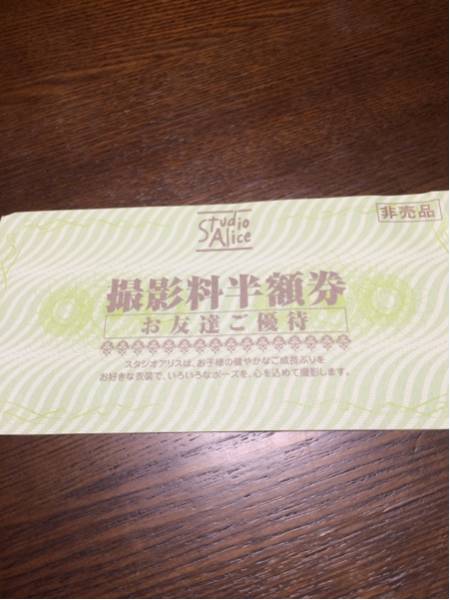 Studio
Alice
非売品
撮影料半額券
お友達ご優待
スタジオアリスは、お子様の健やかなご成長ぶりを
お好きな衣装で、いろいろなポーズを、心を込めて撮影します。